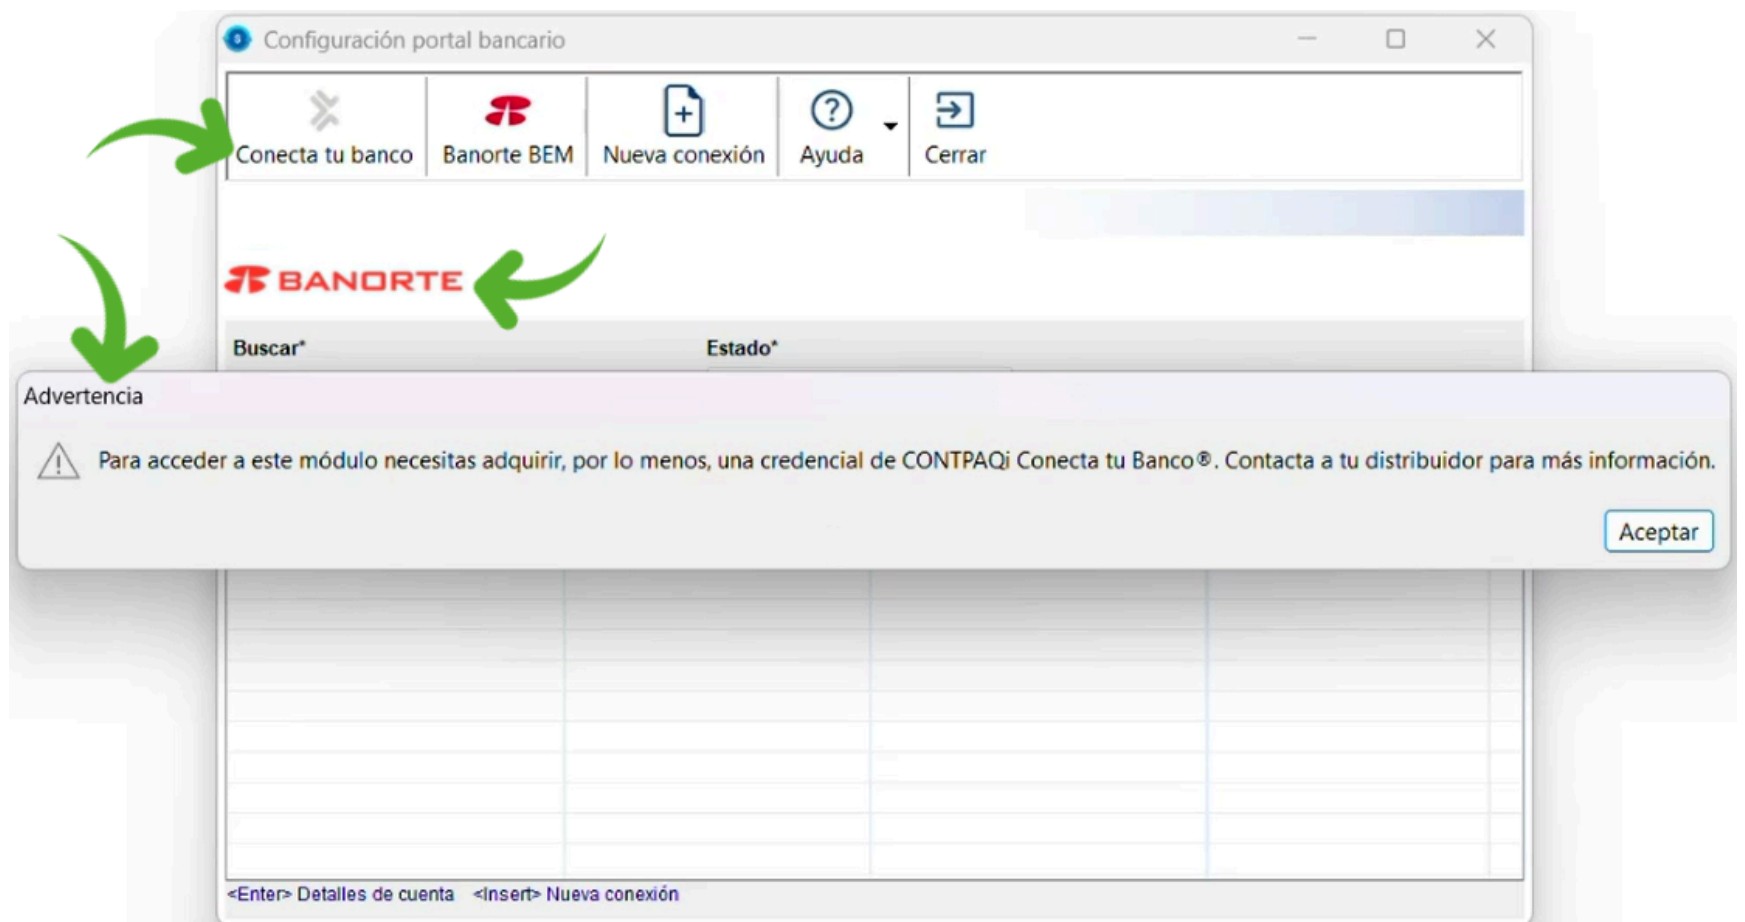 Configuración portal bancario
Conecta tu banco
Banorte BEM
Nueva conexión
Ayuda
Cerrar
BANORTE
Buscar*
Estado*
Advertencia
Para acceder a este módulo necesitas adquirir, por lo menos, una credencial de CONTPAQi Conecta tu Banco®. Contacta a tu distribuidor para más información.
Aceptar
<Enter> Detalles de cuenta <Insert> Nueva conexión